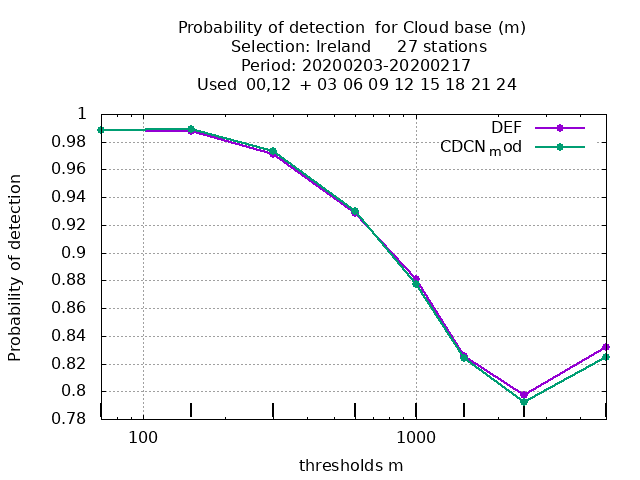 Probability of detection  for Cloud base (m)
Selection: Ireland     27 stations
Period: 20200203-20200217
Used  00,12  + 03 06 09 12 15 18 21 24
DEF
CDCNmod
1
0.98
0.96
0.94
0.92
0.9
0.88
0.86
0.84
0.82
0.8
0.78
Probability of detection
100
1000
thresholds m